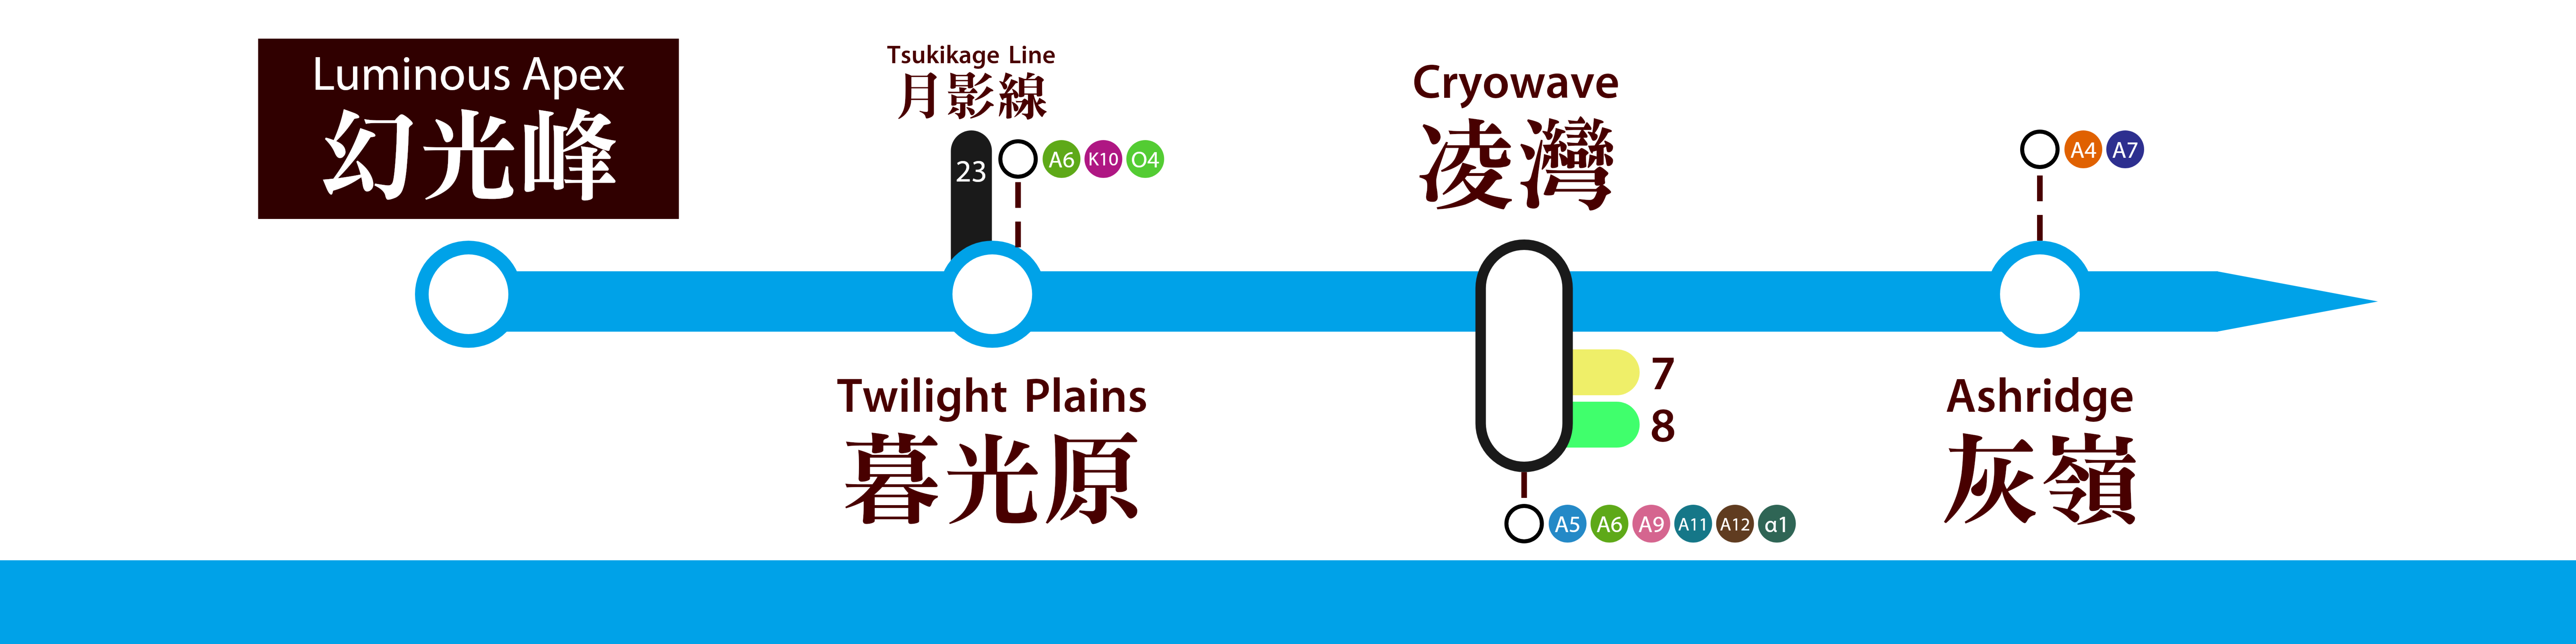 Luminous Apex
幻光峰
Tsukikage Line
月影線
23
A6 K10 O4
Twilight Plains
暮光原
Cryowave
凌灣
7
8
A5 A6 A9 A11 A12 α1
A4 A7
Ashridge
灰嶺